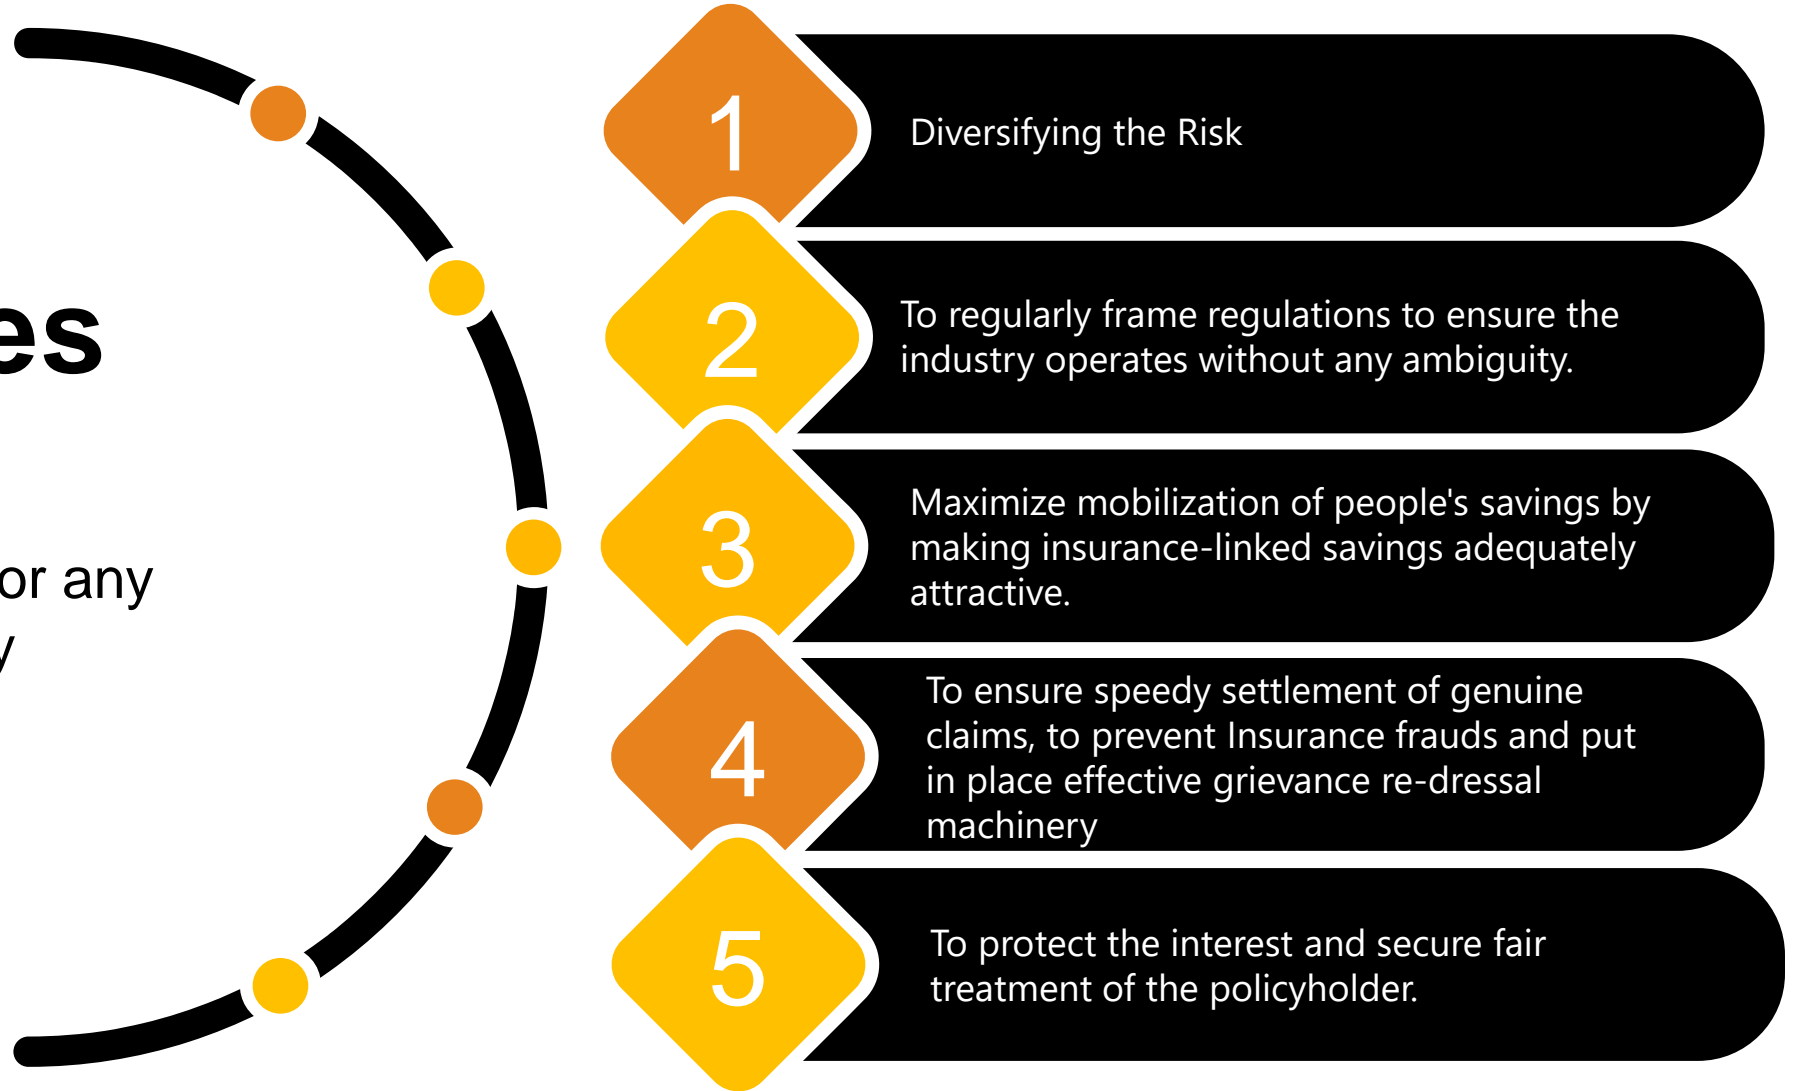 es
or any
y
1
Diversifying the Risk
2
To regularly frame regulations to ensure the
industry operates without any ambiguity.
3
Maximize mobilization of people's savings by
making insurance-linked savings adequately
attractive.
4
To ensure speedy settlement of genuine
claims, to prevent Insurance frauds and put
in place effective grievance re-dressal
machinery
5
To protect the interest and secure fair
treatment of the policyholder.